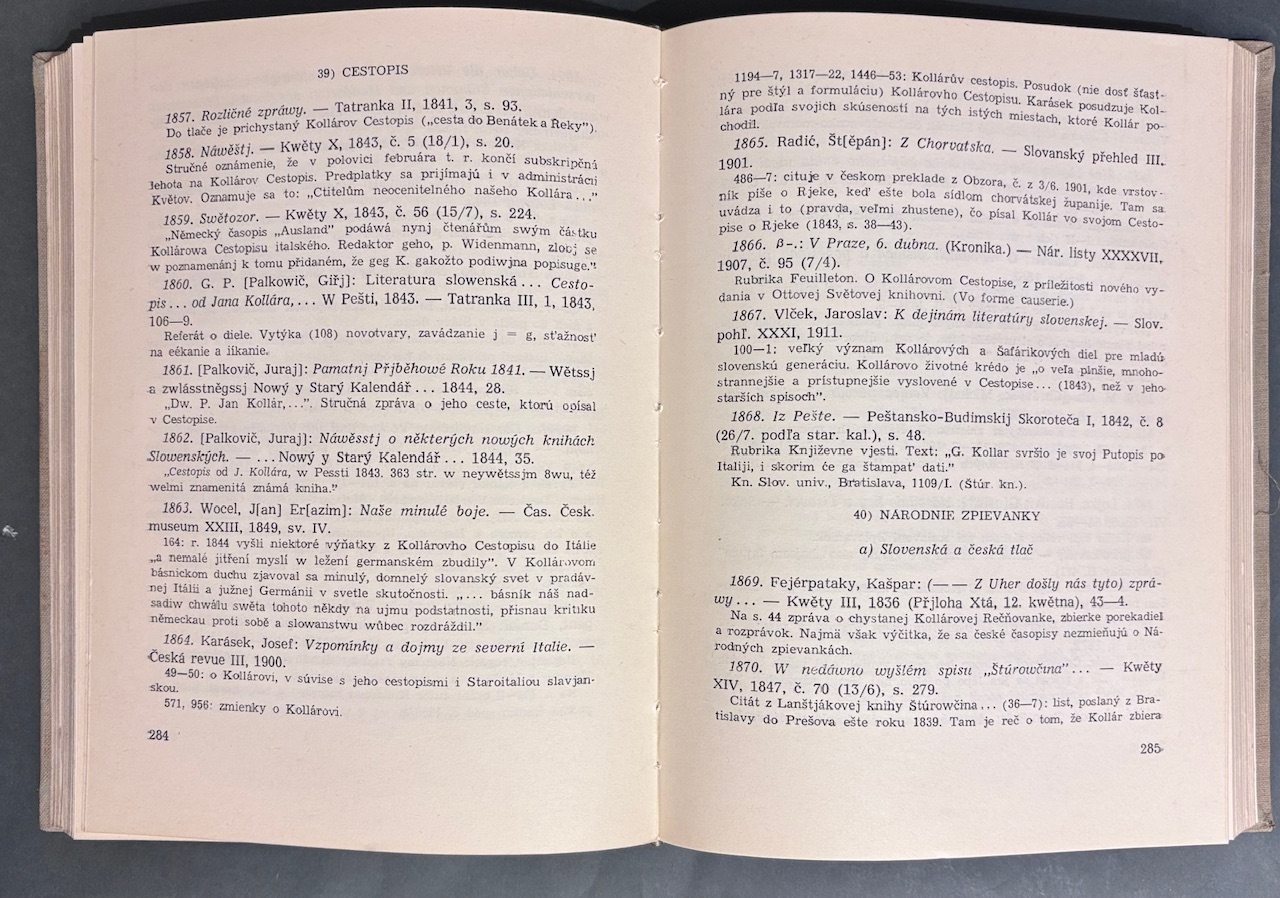 39) CESTOPIS
1857. Rozličné zprávy. — Tatranka II, 1841, 3, s. 93.
Do tlače je prichystaný Kollárov Cestopis („cesta do Benátek a Řeky").
1858. Náwěštj. — Kwěty X, 1843, č. 5 (18/1), s. 20.
Stručné oznámenie, že v polovici februára t. r. končí subskripčná
lehota na Kollárov Cestopis. Predplatky sa prijímajú i v administrácii
Květov. Oznamuje sa to: „Ctitelům neocenitelného našeho Kollára..."
1859. Swětozor. — Kwěty X, 1843, č. 56 (15/7), s. 224.
„Německý časopis „Ausland" podává nynj čtenářům swým částku
Kollárowa Cestopisu italského. Redaktor geho, p. Widenmann, zlobj se
w poznamenánj k tomu přidaném, že geg K. gakožto podiwjna popisuge."
1860. G. P. [Palkowič, Giřj]: Literatura slowenská... Cesto-
pis... od Jana Kollára,... W Pešti, 1843. — Tatranka III, 1, 1843,
106—9.
Referát o diele. Vytýka (108) novotvary, zavádzanie j = g, sťažnosť
na eékanie a iíkanie.
1861. [Palkovič, Juraj]: Pamatnj Přjběhowé Roku 1841. — Wětssj
a zwlásstněgssj Nowý y Starý Kalendář... 1844, 28.
„Dw. P. Jan Kollár,...". Stručná zpráva o jeho ceste, ktorú opísal
v Cestopise.
1862. [Palkovič, Juraj]: Náwěsstj o některých nowých knihách
Slowenských. — ...Nowý y Starý Kalendář... 1844, 35.
„Cestopis od J. Kollára, w Pessti 1843. 363 str. w neywětssjm 8wu, též
welmi znamenitá známá kniha."
1863. Wocel, J[an] Er[azim]: Naše minulé boje. — Čas. Česk.
museum XXIII, 1849, sv. IV.
164: r. 1844 vyšli niektoré výňatky z Kollárovho Cestopisu do Itálie
„a nemalé jitření myslí w ležení germanském zbudily". V Kollárovom
básnickom duchu zjavoval sa minulý, domnelý slovanský svet v pradáv-
nej Itálii a južnej Germánii v svetle skutočnosti. „... básník náš nad-
sadiw chwálu swěta tohoto někdy na ujmu podstatnosti, přisnau kritiku
německau proti sobě a slowanstwu wůbec rozdráždil."
1864. Karásek, Josef: Vzpomínky a dojmy ze severní Italie. —
Česká revue III, 1900.
49—50: o Kollárovi, v súvise s jeho cestopismi i Staroitaliou slavjan-
skou.
571, 956: zmienky o Kollárovi.
284
1194—7, 1317—22, 1446—53: Kollárův cestopis. Posudok (nie dosť šťast-
ný pre štýl a formuláciu) Kollárovho Cestopisu. Karásek posudzuje Kol-
lára podľa svojich skúseností na tých istých miestach, ktoré Kollár po-
chodil.
1865. Radić, Št[ěpán]: Z Chorvatska. — Slovanský přehled III,
1901.
486—7: cituje v českom preklade z Obzora, č. z 3/6. 1901, kde vrstov-
ník píše o Rjeke, keď ešte bola sídlom chorvátskej županije. Tam sa
uvádza i to (pravda, veľmi zhustene), čo písal Kollár vo svojom Cesto-
pise o Rjeke (1843, s. 38—43).
1866. β-.: V Praze, 6. dubna. (Kronika.) — Nár. listy XXXXVII,
1907, č. 95 (7/4).
Rubrika Feuilleton. O Kollárovom Cestopise, z príležitosti nového vy-
dania v Ottovej Světovej knihovni. (Vo forme causerie.)
1867. Vlček, Jaroslav: K dejinám literatúry slovenskej. — Slov.
pohľ. XXXI, 1911.
100—1: veľký význam Kollárových a Šafárikových diel pre mladú
slovenskú generáciu. Kollárovo životné krédo je „o veľa plnšie, mnoho-
strannejšie a prístupnejšie vyslovené v Cestopise... (1843), než v jeho
starších spisoch".
1868. Iz Pešte. — Peštansko-Budimskij Skoroteča I, 1842, č. 8
(26/7. podľa star. kal.), s. 48.
Rubrika Književne vjesti. Text: „G. Kollar svršio je svoj Putopis po
Italiji, i skorim će ga štampat' dati."
Kn. Slov. univ., Bratislava, 1109/I. (Štúr. kn.).
40) NÁRODNIE ZPIEVANKY
a) Slovenská a česká tlač
1869. Fejérpataky, Kašpar: (—— Z Uher došly nás tyto) zprá-
wy... — Kwěty III, 1836 (Přjloha Xtá, 12. kwětna), 43—4.
Na s. 44 zpráva o chystanej Kollárovej Rečňovanke, zbierke porekadiel
a rozprávok. Najmä však výčitka, že sa české časopisy nezmieňujú o Ná-
rodných zpievankách.
1870. W nedáwno wyšlém spisu „Štúrowčina"... — Kwěty
XIV, 1847, č. 70 (13/6), s. 279.
Citát z Lanštjákovej knihy Štúrowčina... (36—7): list, poslaný z Bra-
tislavy do Prešova ešte roku 1839. Tam je reč o tom, že Kollár zbiera
285